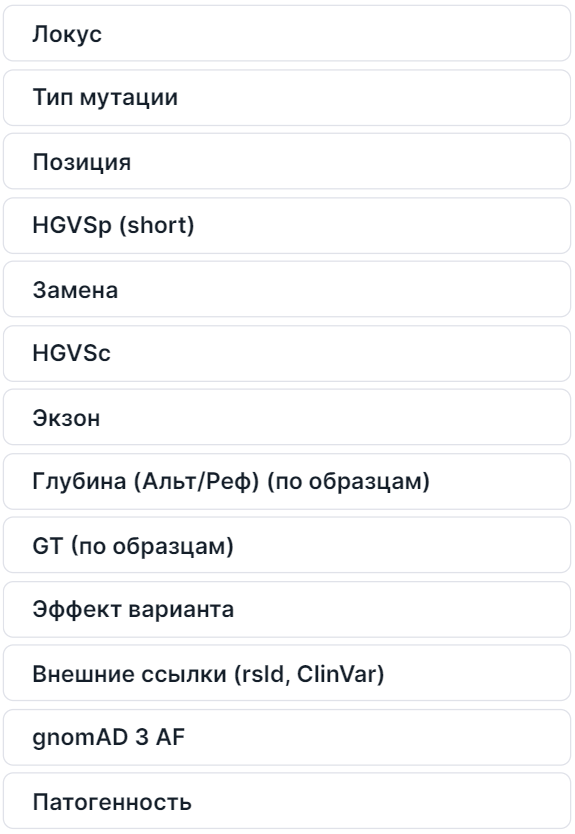 Локус
Тип мутации
Позиция
HGVSp (short)
Замена
HGVSc
Экзон
Глубина (Альт/Реф) (по образцам)
GT (по образцам)
Эффект варианта
Внешние ссылки (rsId, ClinVar)
gnomAD 3 AF
Патогенность